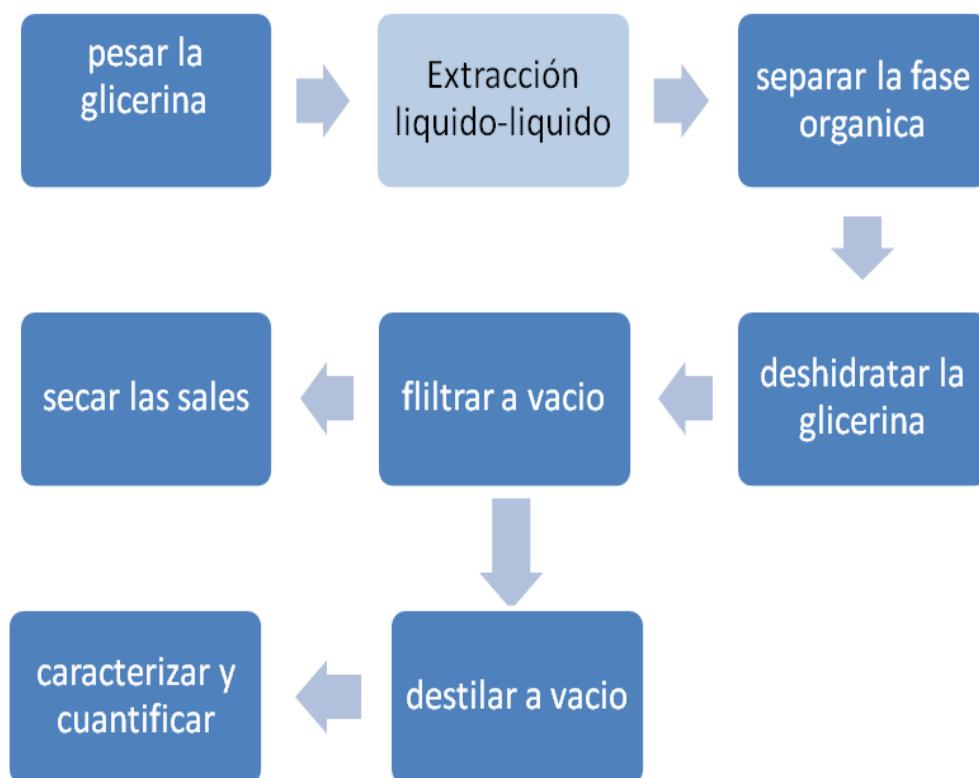 pesar la
glicerina
Extracción
liquido-liquido
separar la fase
organica
deshidratar la
glicerina
fliltrar a vacio
secar las sales
destilar a vacio
caracterizar y
cuantificar